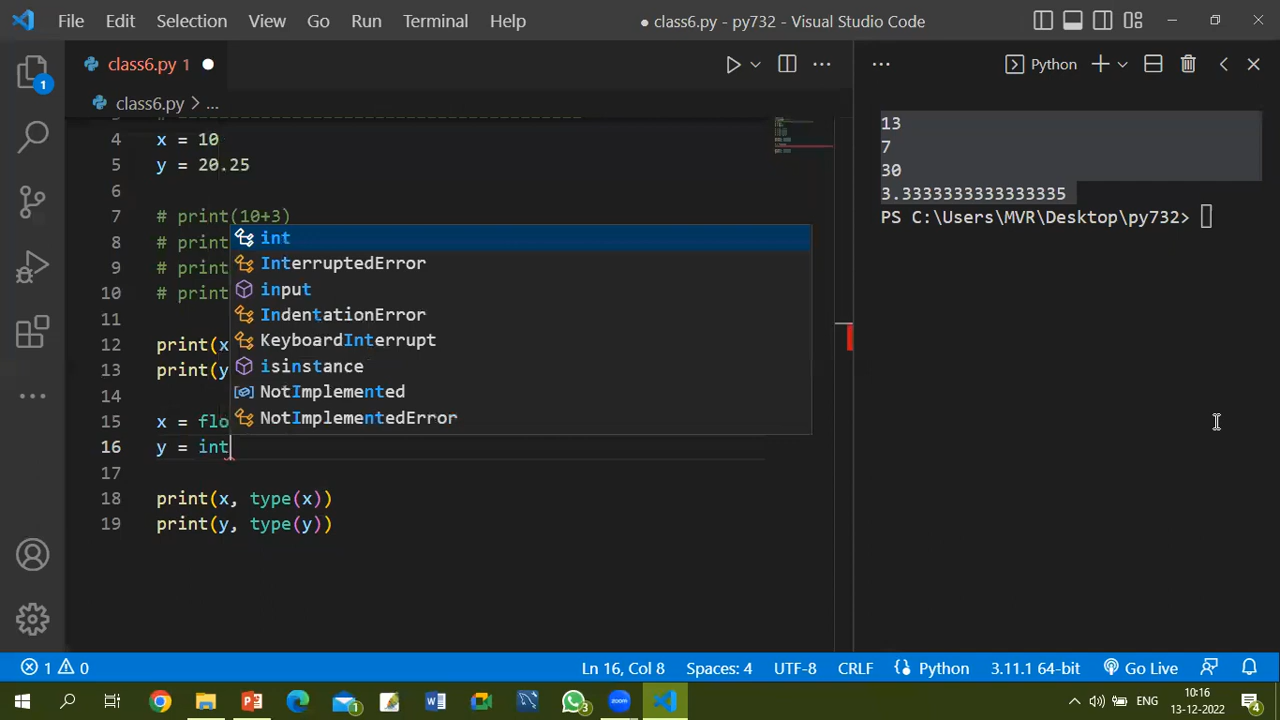 File Edit Selection View Go Run Terminal Help
● class6.py - py732 - Visual Studio Code
class6.py 1 ●
class6.py > ...
4 x = 10
5 y = 20.25
6
7 # print(10+3)
8 # print
9 # print
10 # print
11
12 print(x
13 print(y
14
15 x = flo
16 y = int
17
18 print(x, type(x))
19 print(y, type(y))
int
InterruptedError
input
IndentationError
KeyboardInterrupt
isinstance
NotImplemented
NotImplementedError
Python
13
7
30
3.3333333333333335
PS C:\Users\MVR\Desktop\py732>
1
1 0
Ln 16, Col 8 Spaces: 4 UTF-8 CRLF Python 3.11.1 64-bit Go Live
1
3
zoom
ENG
10:16
13-12-2022
4